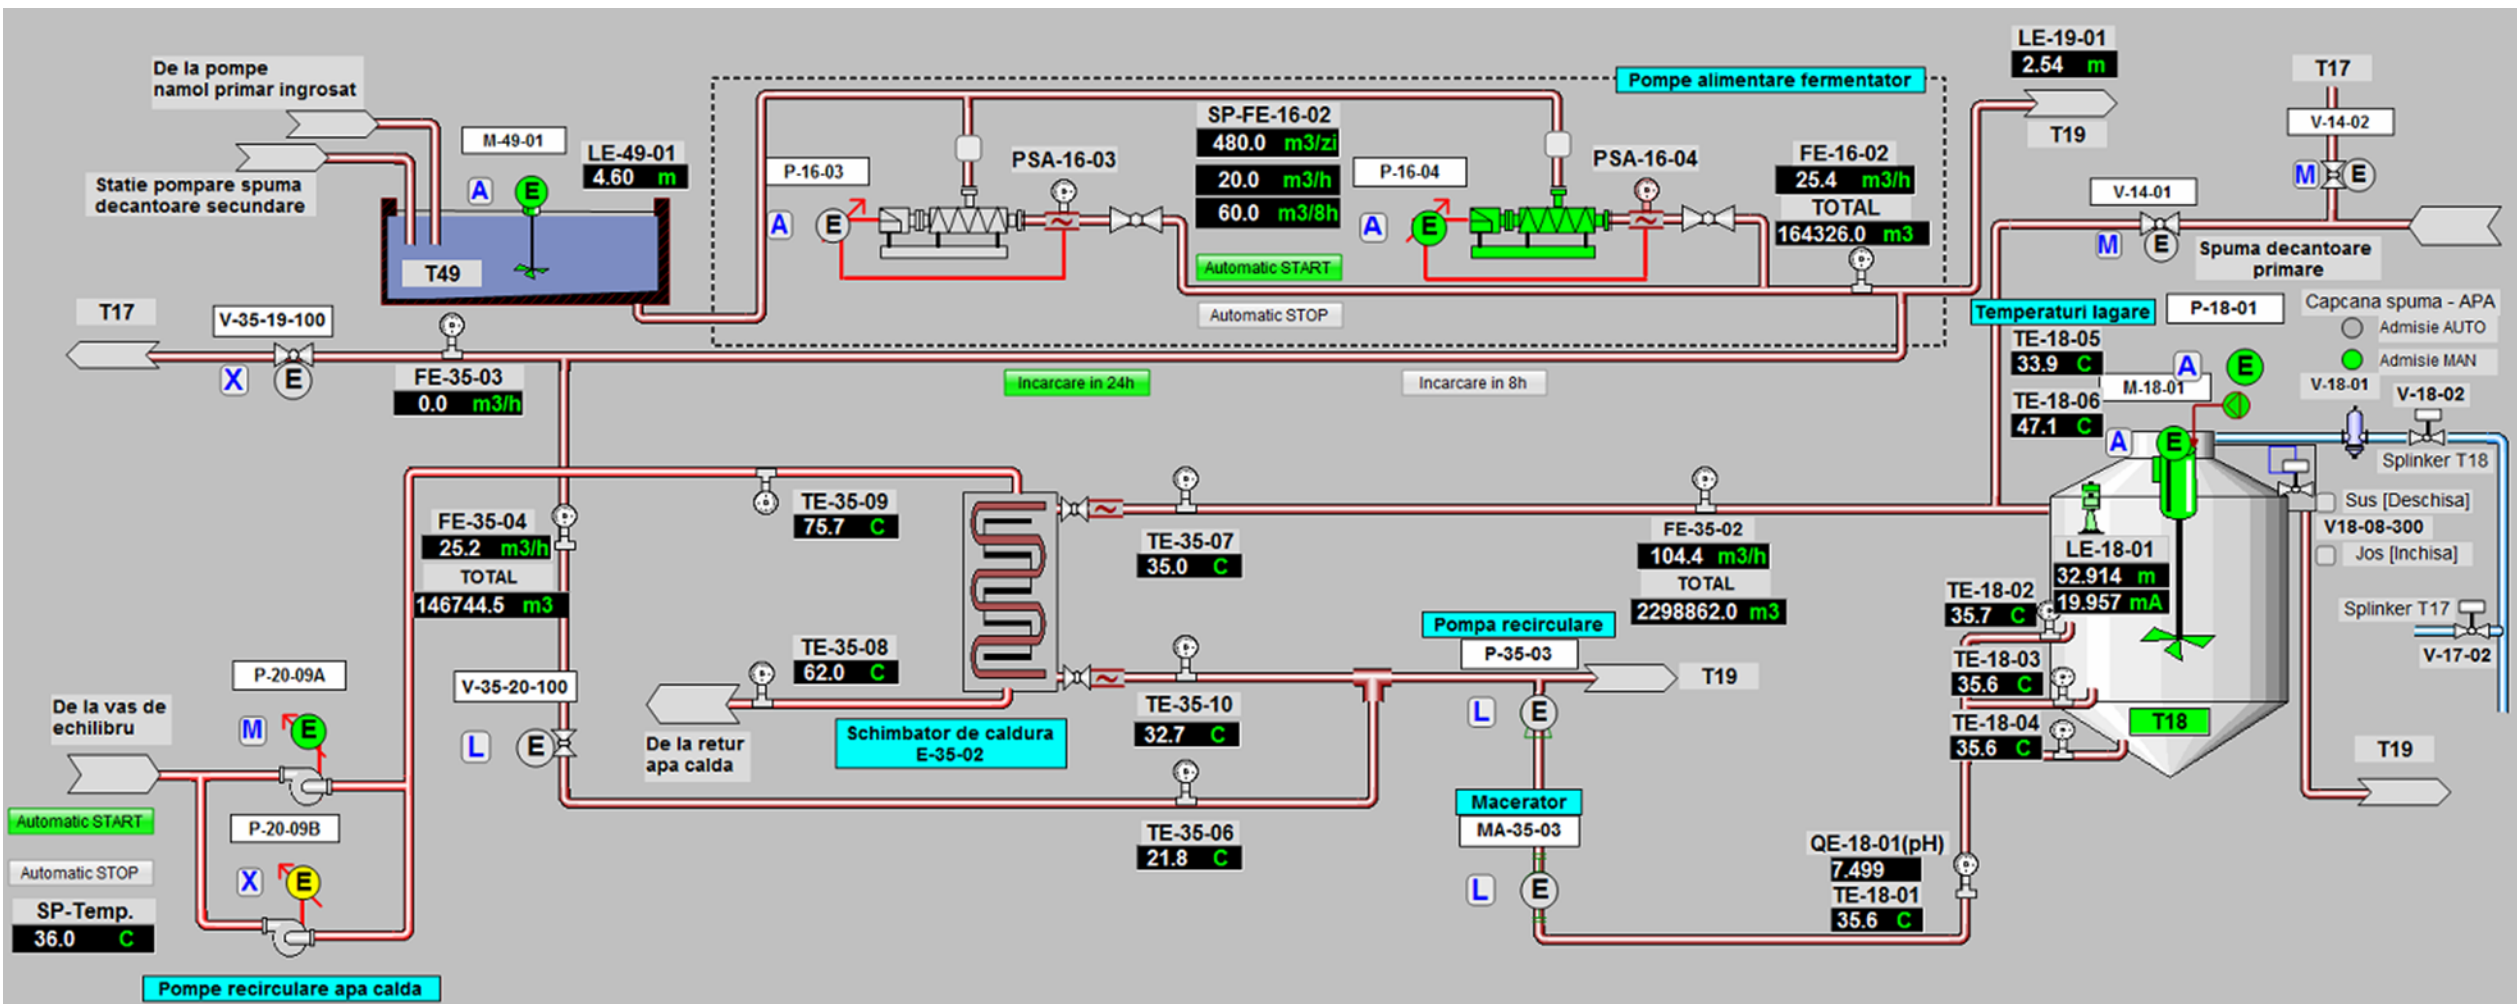 De la pompe
namol primar ingrosat
Statie pompare spuma
decantoare secundare
M-49-01
A
E
LE-49-01
4.60 m
T49
T17
V-35-19-100
X
E
FE-35-03
0.0 m3/h
Pompe alimentare fermentator
P-16-03
A
E
PSA-16-03
SP-FE-16-02
480.0 m3/zi
20.0 m3/h
60.0 m3/8h
Automatic START
Automatic STOP
P-16-04
A
E
PSA-16-04
FE-16-02
25.4 m3/h
TOTAL
164326.0 m3
Incarcare in 24h
Incarcare in 8h
LE-19-01
2.54 m
T19
T17
V-14-02
M
E
V-14-01
M
E
Spuma decantoare
primare
Temperaturi lagare
P-18-01
TE-18-05
33.9 C
TE-18-06
47.1 C
A
E
M-18-01
A
E
Capcana spuma - APA
Admisie AUTO
Admisie MAN
V-18-01
V-18-02
Splinker T18
Sus [Deschisa]
V18-08-300
Jos [Inchisa]
Splinker T17
V-17-02
LE-18-01
32.914 m
19.957 mA
TE-18-02
35.7 C
TE-18-03
35.6 C
TE-18-04
35.6 C
T18
T19
FE-35-04
25.2 m3/h
TOTAL
146744.5 m3
TE-35-09
75.7 C
TE-35-08
62.0 C
TE-35-07
35.0 C
FE-35-02
104.4 m3/h
TOTAL
2298862.0 m3
TE-35-10
32.7 C
TE-35-06
21.8 C
Schimbator de caldura
E-35-02
De la retur
apa calda
V-35-20-100
L
E
Pompa recirculare
P-35-03
L
E
T19
Macerator
MA-35-03
L
E
QE-18-01(pH)
7.499
TE-18-01
35.6 C
De la vas de
echilibru
P-20-09A
M
E
P-20-09B
X
E
Automatic START
Automatic STOP
SP-Temp.
36.0 C
Pompe recirculare apa calda